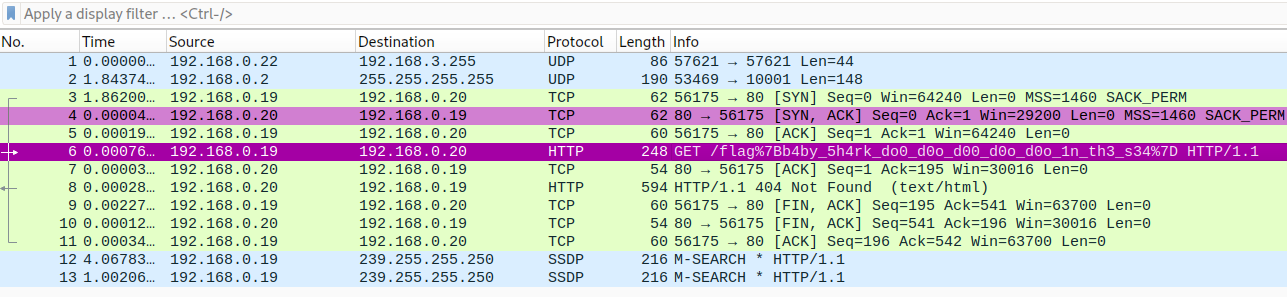 Apply a display filter … <Ctrl-/>
No. Time Source Destination Protocol Length Info
1 0.00000… 192.168.0.22 192.168.3.255 UDP 86 57621 → 57621 Len=44
2 1.84374… 192.168.0.2 255.255.255.255 UDP 190 53469 → 10001 Len=148
3 1.86200… 192.168.0.19 192.168.0.20 TCP 62 56175 → 80 [SYN] Seq=0 Win=64240 Len=0 MSS=1460 SACK_PERM
4 0.00004… 192.168.0.20 192.168.0.19 TCP 62 80 → 56175 [SYN, ACK] Seq=0 Ack=1 Win=29200 Len=0 MSS=1460 SACK_PERM
5 0.00019… 192.168.0.19 192.168.0.20 TCP 60 56175 → 80 [ACK] Seq=1 Ack=1 Win=64240 Len=0
6 0.00076… 192.168.0.19 192.168.0.20 HTTP 248 GET /flag%7Bb4by_5h4rk_do0_d0o_d00_d0o_d0o_1n_th3_s34%7D HTTP/1.1
7 0.00003… 192.168.0.20 192.168.0.19 TCP 54 80 → 56175 [ACK] Seq=1 Ack=195 Win=30016 Len=0
8 0.00028… 192.168.0.20 192.168.0.19 HTTP 594 HTTP/1.1 404 Not Found (text/html)
9 0.00227… 192.168.0.19 192.168.0.20 TCP 60 56175 → 80 [FIN, ACK] Seq=195 Ack=541 Win=63700 Len=0
10 0.00012… 192.168.0.20 192.168.0.19 TCP 54 80 → 56175 [FIN, ACK] Seq=541 Ack=196 Win=30016 Len=0
11 0.00034… 192.168.0.19 192.168.0.20 TCP 60 56175 → 80 [ACK] Seq=196 Ack=542 Win=63700 Len=0
12 4.06783… 192.168.0.19 239.255.255.250 SSDP 216 M-SEARCH * HTTP/1.1
13 1.00206… 192.168.0.19 239.255.255.250 SSDP 216 M-SEARCH * HTTP/1.1